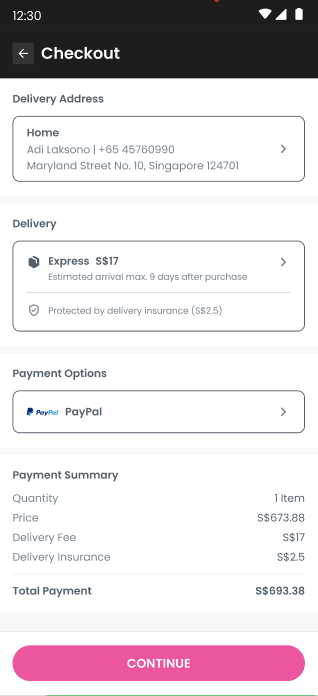 12:30
Checkout
Delivery Address
Home
Adi Laksono | +65 45760990
Maryland Street No. 10, Singapore 124701
Delivery
Express S$17
Estimated arrival max. 9 days after purchase
Protected by delivery insurance (S$2.5)
Payment Options
PayPal PayPal
Payment Summary
Quantity 1 Item
Price S$673.88
Delivery Fee S$17
Delivery Insurance S$2.5
Total Payment S$693.38
CONTINUE